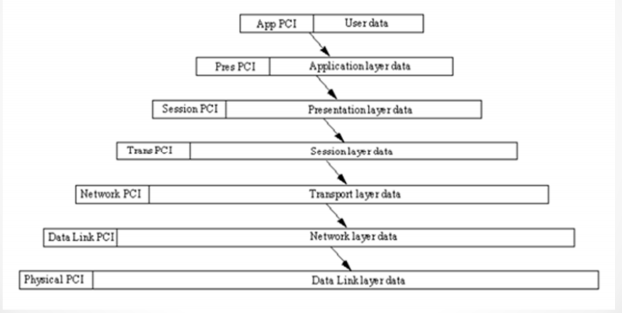 App PCI User data
Pres PCI Application layer data
Session PCI Presentation layer data
Trans PCI Session layer data
Network PCI Transport layer data
Data Link PCI Network layer data
Physical PCI Data Link layer data